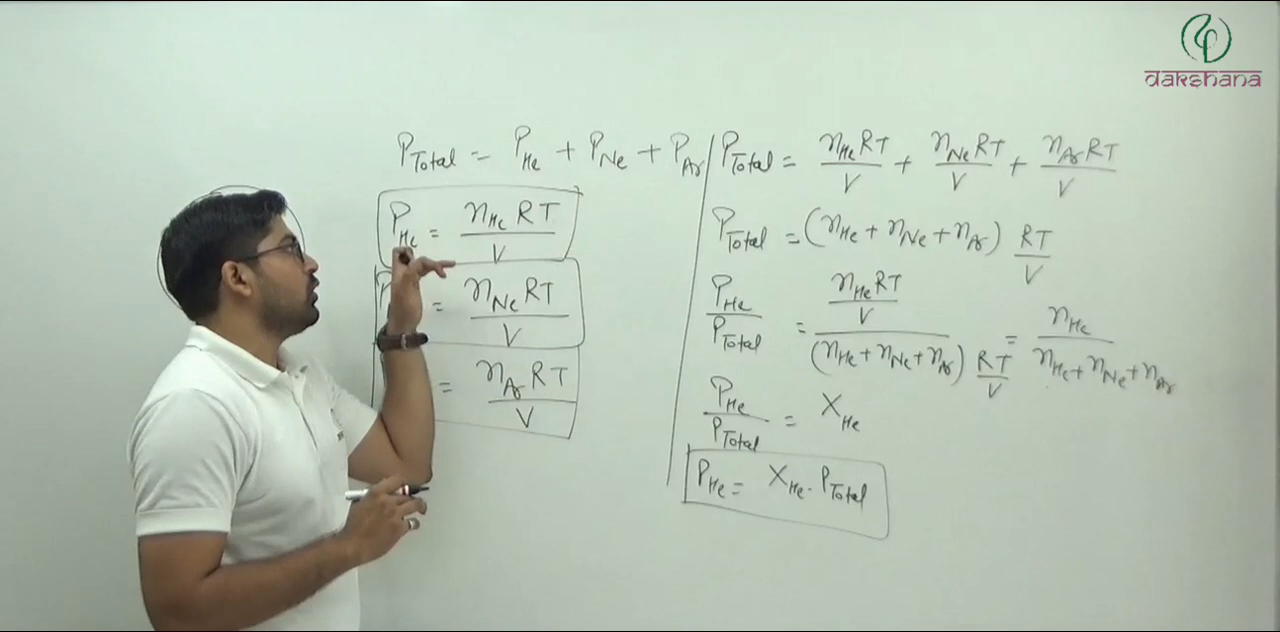 dakshana
P_Total = P_He + P_Ne + P_Ar
P_He = n_He RT / V
= n_Ne RT / V
= n_Ar RT / V
P_Total = n_He RT / V + n_Ne RT / V + n_Ar RT / V
P_Total = (n_He + n_Ne + n_Ar) RT / V
P_He / P_Total = (n_He RT / V) / ((n_He + n_Ne + n_Ar) RT / V) = n_He / (n_He + n_Ne + n_Ar)
P_He / P_Total = X_He
P_He = X_He . P_Total